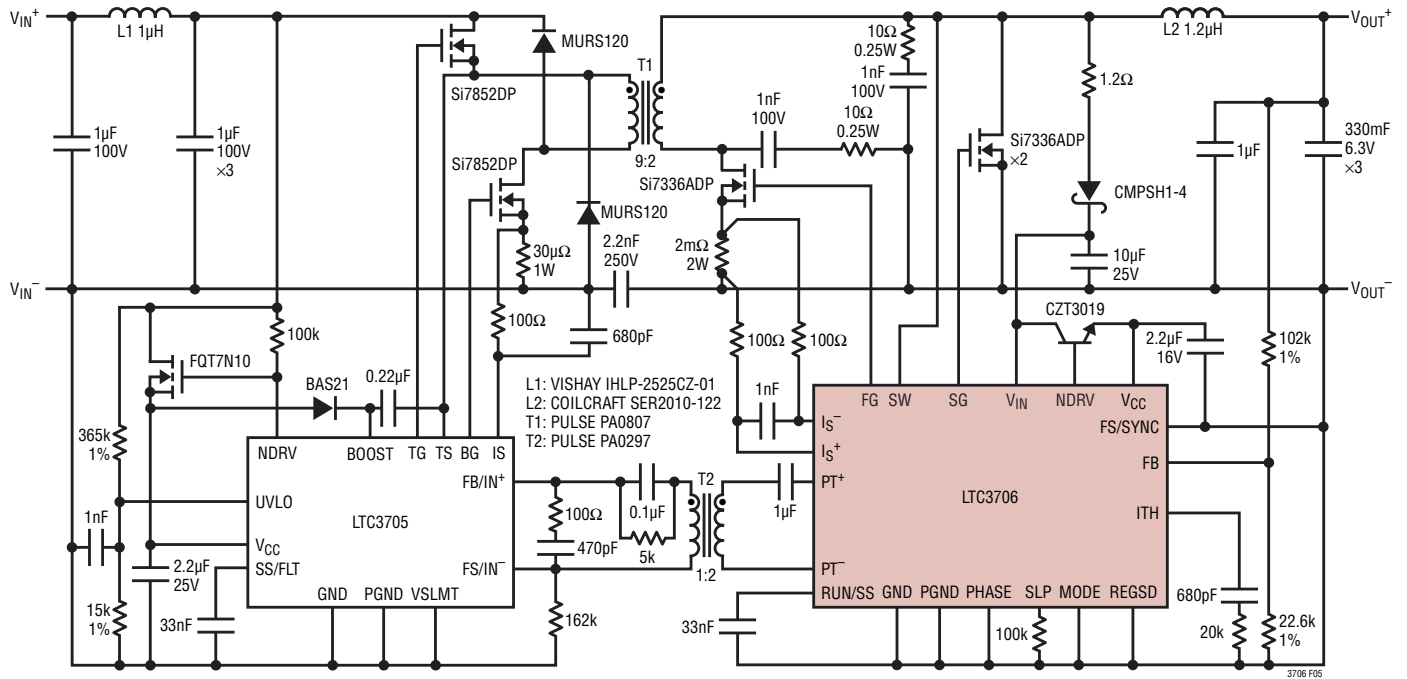 VIN+
L1 1µH
MURS120
Si7852DP
T1
9:2
10Ω
0.25W
1nF
100V
1nF
100V
10Ω
0.25W
L2 1.2µH
VOUT+
1.2Ω
1µF
100V
1µF
100V
×3
Si7852DP
Si7336ADP
Si7336ADP
×2
1µF
330mF
6.3V
×3
CMPSH1-4
MURS120
30µΩ
1W
2.2nF
250V
2mΩ
2W
10µF
25V
VIN–
VOUT–
100k
100Ω
680pF
100Ω
100Ω
CZT3019
2.2µF
16V
102k
1%
FQT7N10
BAS21
0.22µF
L1: VISHAY IHLP-2525CZ-01
L2: COILCRAFT SER2010-122
T1: PULSE PA0807
T2: PULSE PA0297
1nF
365k
1%
NDRV
BOOST
TG
TS
BG
IS
FB/IN+
UVLO
LTC3705
VCC
SS/FLT
FS/IN–
GND
PGND
VSLMT
1nF
2.2µF
25V
15k
1%
33nF
100Ω
470pF
0.1µF
5k
162k
T2
1:2
1µF
FG
SW
SG
VIN
NDRV
VCC
FS/SYNC
IS–
IS+
FB
PT+
LTC3706
ITH
PT–
RUN/SS
GND
PGND
PHASE
SLP
MODE
REGSD
33nF
100k
680pF
20k
22.6k
1%
3706 F05